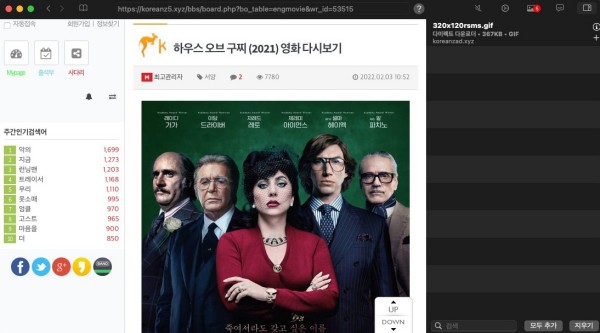 https://koreanz5.xyz/bbs/board.php?bo_table=engmovie&wr_id=53515
자동접속
회원가입 | 정보찾기
Mypage
출석부
사다리
주간인기검색어
1 악의 1,699
2 지금 1,273
3 런닝맨 1,203
4 트레이서 1,168
5 우리 1,110
6 옷소매 995
7 엉클 970
8 고스트 965
9 마음을 900
10 더 850
BAND
K
하우스 오브 구찌 (2021) 영화 다시보기
M 최고관리자
서양
2
7780
2022.02.03 10:52
레이디 가가
아담 드라이버
자레드 레토
제레미 아이언스
셀마 헤이엑
알 파치노
죽여서라도 갖고 싶은 이름
UP
DOWN
320x120rsms.gif
다이렉트 다운로더 • 367KB • GIF
koreanzad.xyz
검색
모두 추가
지우기